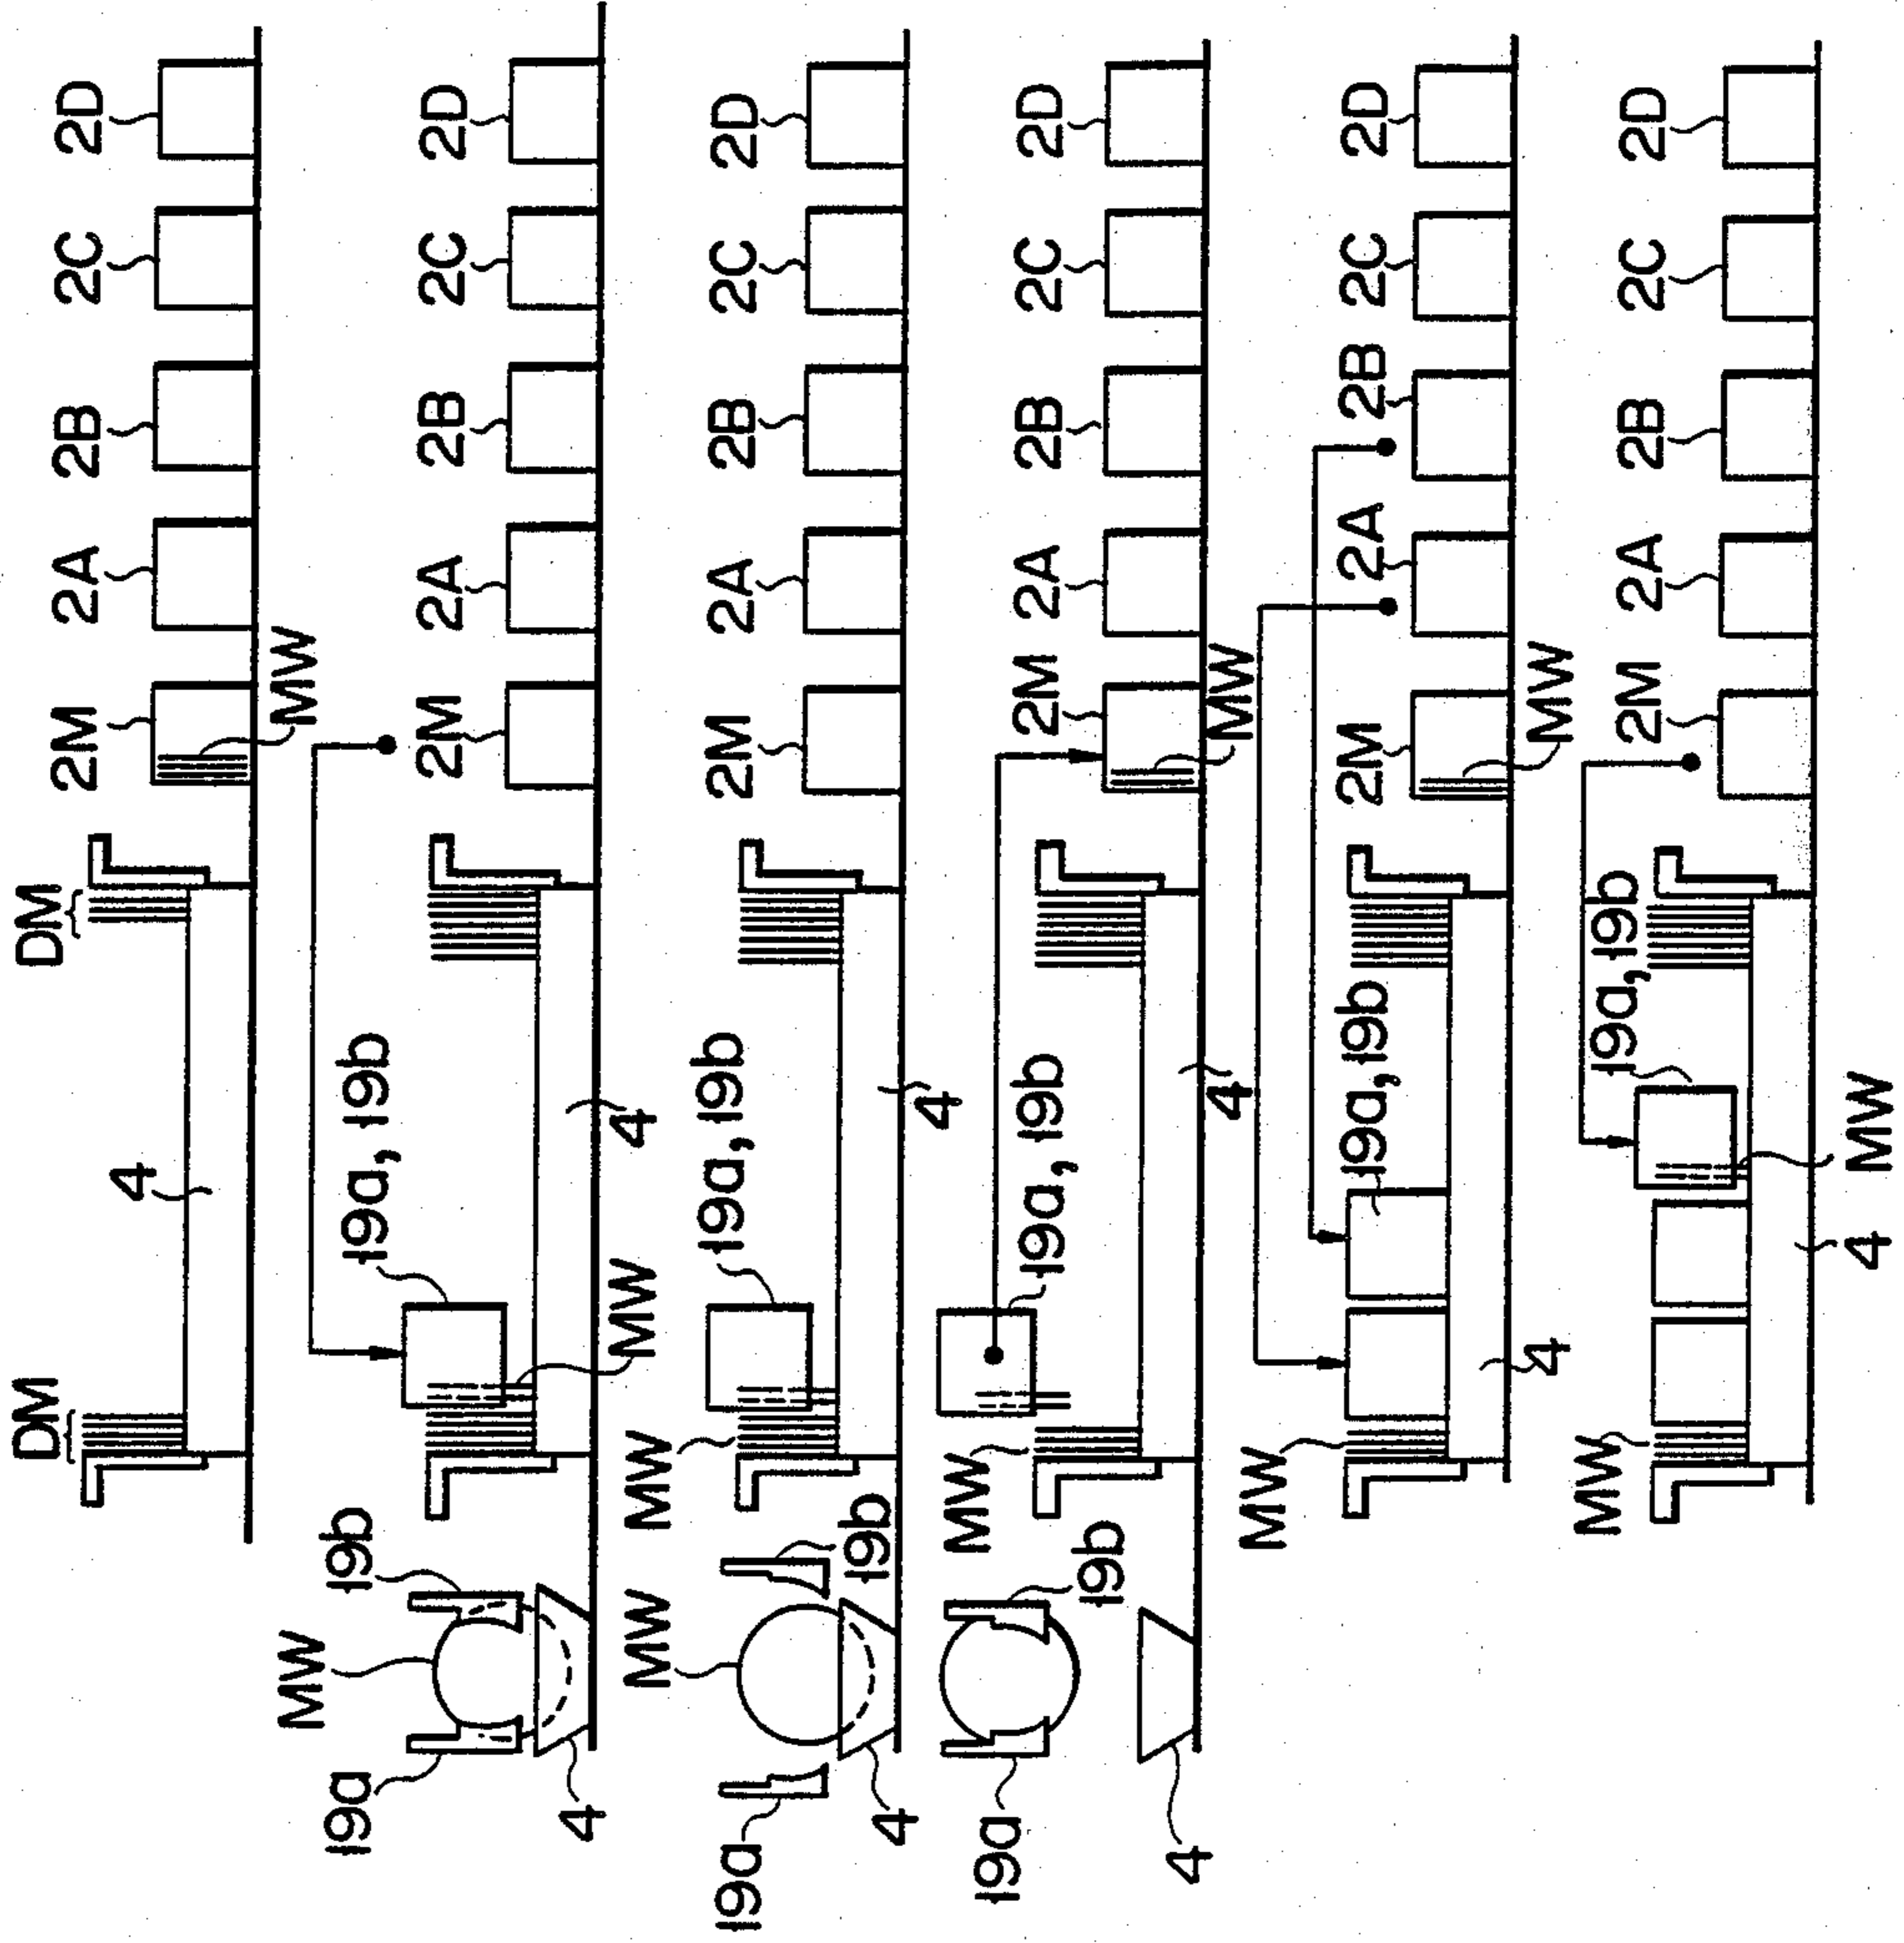 DM DM
4 2M 2A 2B 2C 2D
MW
19a MW 19b 19a, 19b 2M 2A 2B 2C 2D
4 MW 4
19a MW 19b MW 19a, 19b 2M 2A 2B 2C 2D
4 4
19a 19b MW 19a, 19b 2M 2A 2B 2C 2D
4 4 MW
MW 19a, 19b 2M 2A 2B 2C 2D
4 MW
MW 19a, 19b 2M 2A 2B 2C 2D
4 MW